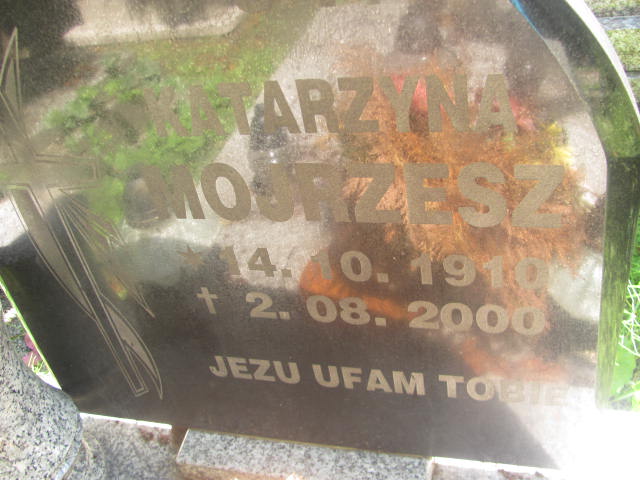 KATARZYNA
MOJRZESZ
★ 14. 10. 1910
† 2. 08. 2000
JEZU UFAM TOBIE